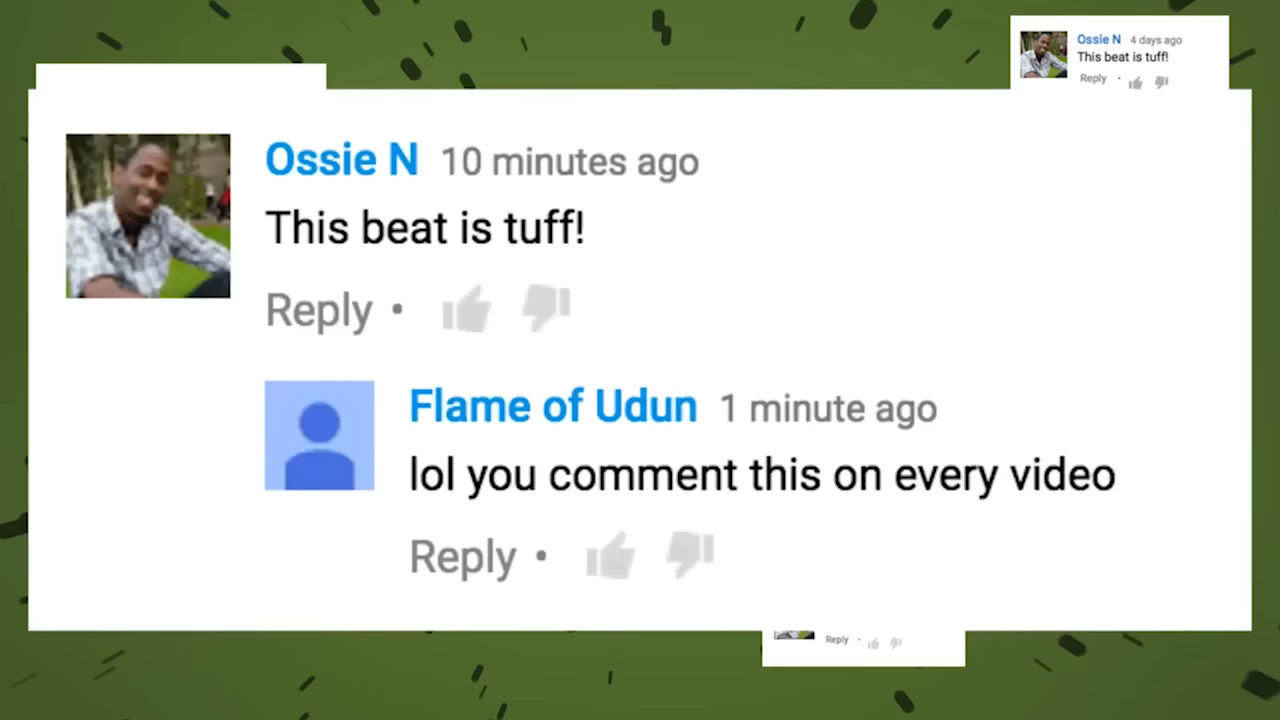 Ossie N 4 days ago
This beat is tuff!
Reply •
Ossie N 10 minutes ago
This beat is tuff!
Reply •
Flame of Udun 1 minute ago
lol you comment this on every video
Reply •
Reply •